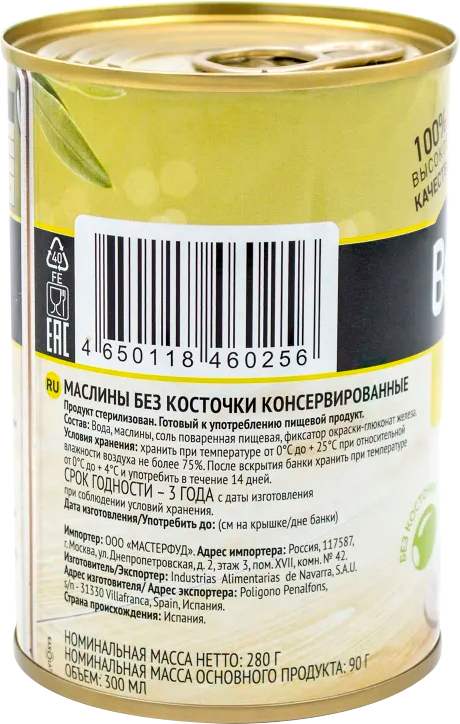 100%
ВЫСОКО
КАЧЕСТВ
40
FE
EAC
4 650118 460256
RU МАСЛИНЫ БЕЗ КОСТОЧКИ КОНСЕРВИРОВАННЫЕ
Продукт стерилизован. Готовый к употреблению пищевой продукт.
Состав: Вода, маслины, соль поваренная пищевая, фиксатор окраски-глюконат железа.
Условия хранения: хранить при температуре от 0°С до + 25°С при относительной
влажности воздуха не более 75%. После вскрытия банки хранить при температуре
от 0°С до + 4°С и употребить в течение 14 дней.
СРОК ГОДНОСТИ – 3 ГОДА с даты изготовления
при соблюдении условий хранения.
Дата изготовления/Употребить до: (см на крышке/дне банки)
Импортер: ООО «МАСТЕРФУД». Адрес импортера: Россия, 117587,
г.Москва, ул. Днепропетровская, д. 2, этаж 3, пом. XVII, комн. № 42.
Изготовитель/Экспортер: Industrias Alimentarias de Navarra, S.A.U.
Адрес изготовителя/ Адрес экспортера: Poligono Penalfons,
s/n - 31330 Villafranca, Spain, Испания.
Страна происхождения: Испания.
БЕЗ КОСТОЧ
НОМИНАЛЬНАЯ МАССА НЕТТО: 280 Г
НОМИНАЛЬНАЯ МАССА ОСНОВНОГО ПРОДУКТА: 90 Г
ОБЪЕМ: 300 МЛ